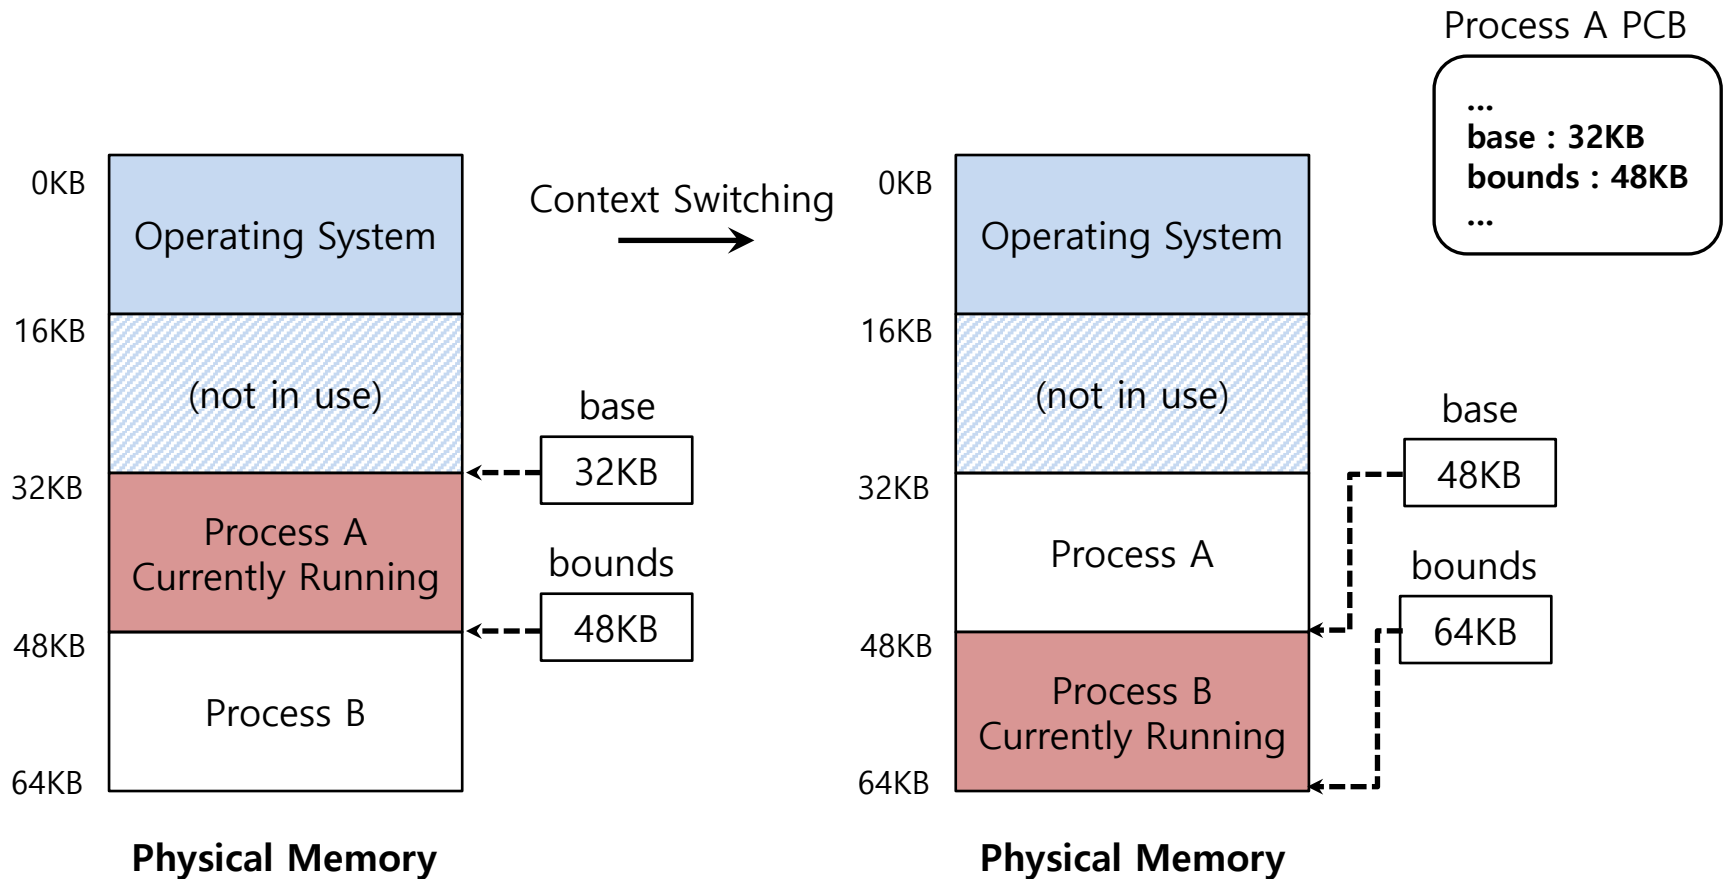 Process A PCB
...
base : 32KB
bounds : 48KB
...
0KB
Operating System
16KB
(not in use)
32KB
Process A
Currently Running
48KB
Process B
64KB
Physical Memory
base
32KB
bounds
48KB
Context Switching
0KB
Operating System
16KB
(not in use)
32KB
Process A
48KB
Process B
Currently Running
64KB
Physical Memory
base
48KB
bounds
64KB